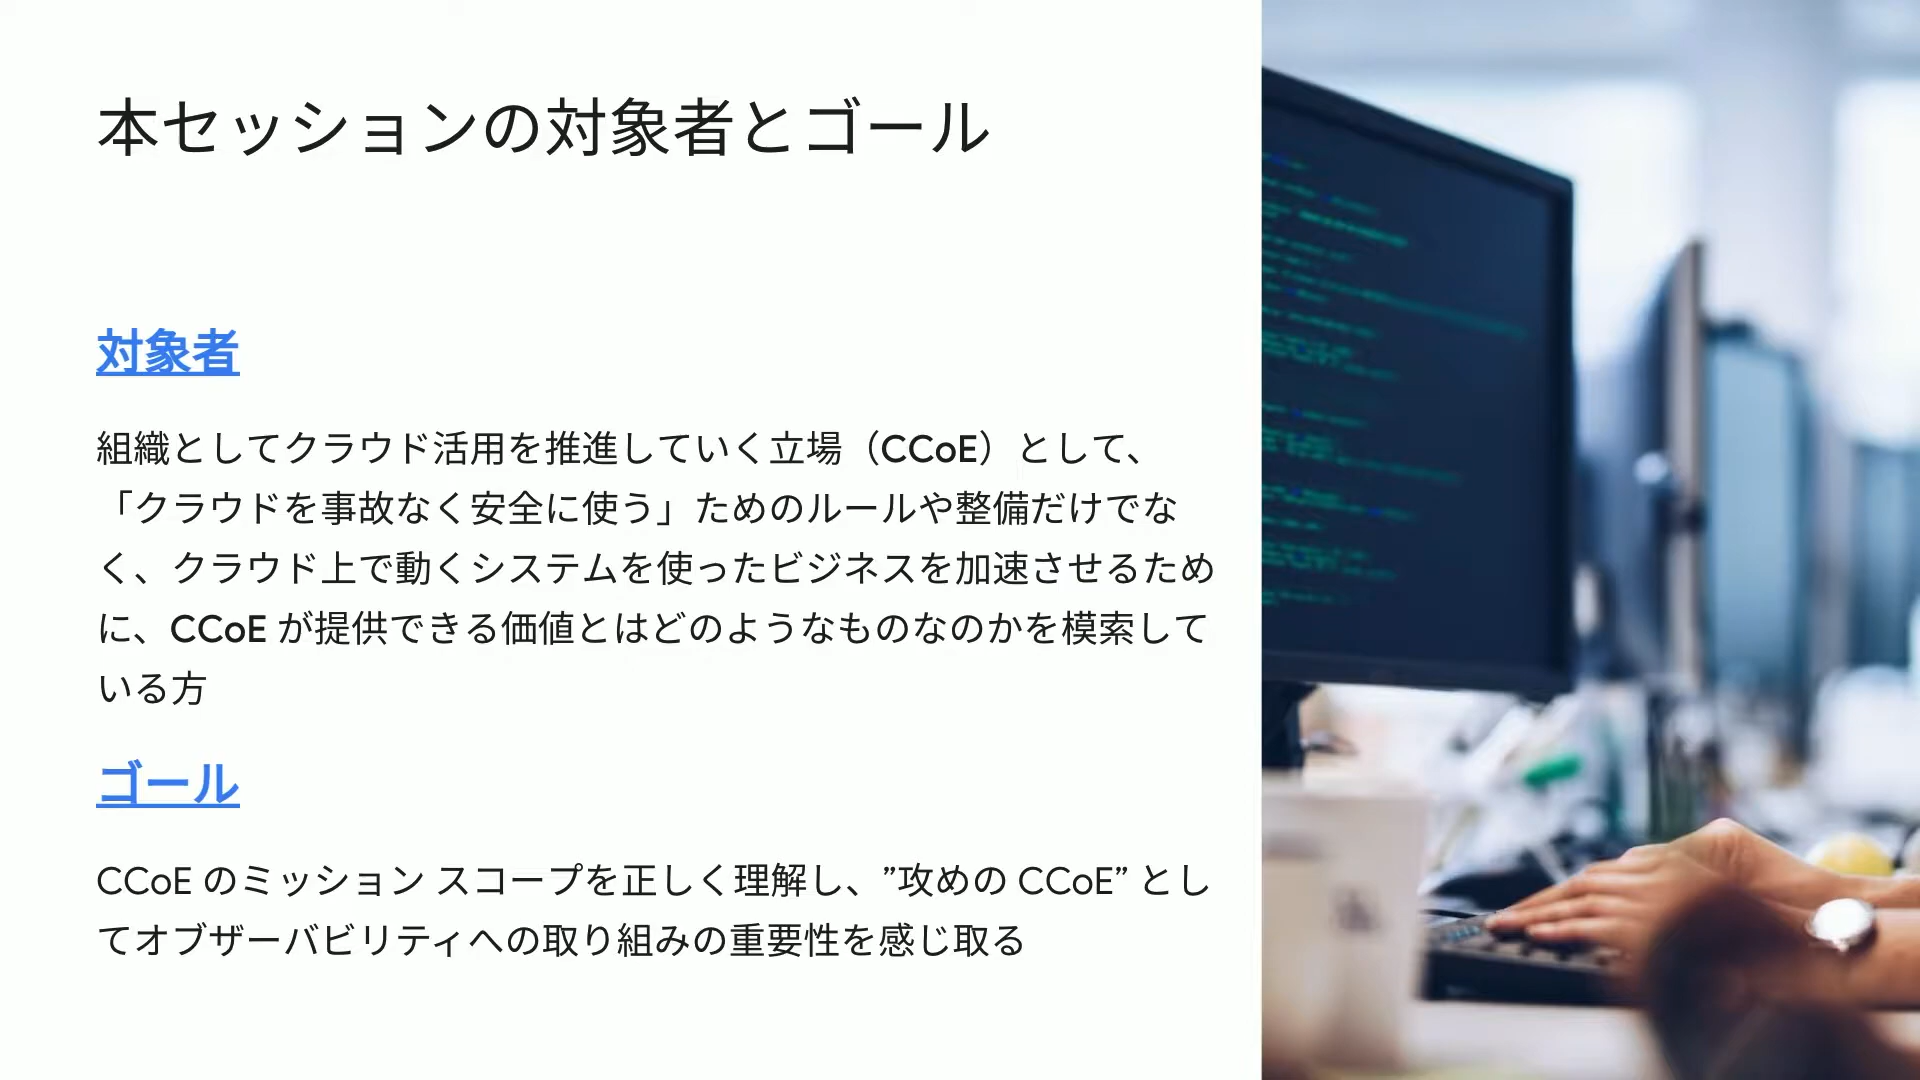 本セッションの対象者とゴール
対象者
組織としてクラウド活用を推進していく立場（CCoE）として、
「クラウドを事故なく安全に使う」ためのルールや整備だけでな
く、クラウド上で動くシステムを使ったビジネスを加速させるため
に、CCoE が提供できる価値とはどのようなものなのかを模索して
いる方
ゴール
CCoE のミッション スコープを正しく理解し、”攻めの CCoE” とし
てオブザーバビリティへの取り組みの重要性を感じ取る